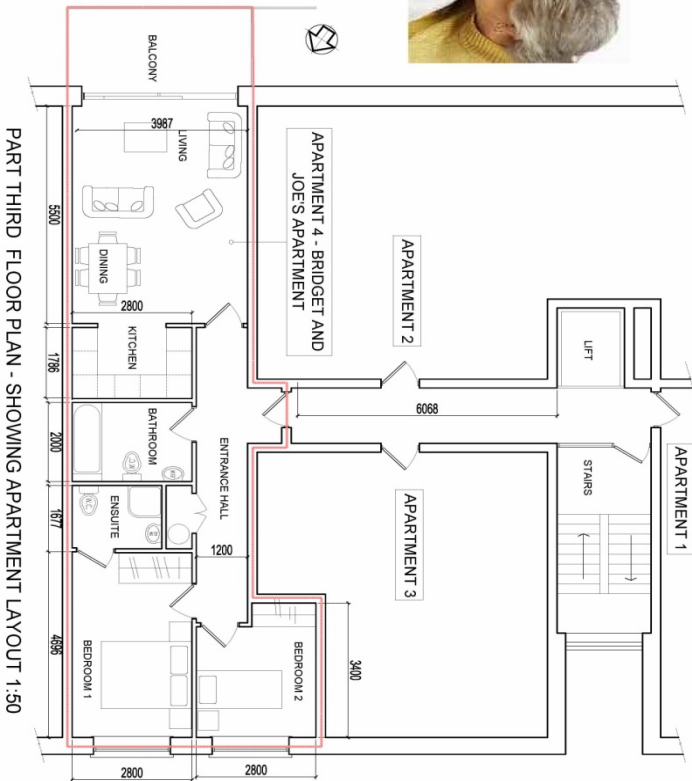 BALCONY
LIVING
3987
DINING
2800
KITCHEN
BATHROOM
W.C
ENSUITE
W.C
ENTRANCE HALL
1200
BEDROOM 1
BEDROOM 2
3400
2800
2800
5500
1786
2000
1677
4696
APARTMENT 4 - BRIDGET AND
JOE'S APARTMENT
APARTMENT 2
LIFT
6068
STAIRS
APARTMENT 1
APARTMENT 3
PART THIRD FLOOR PLAN - SHOWING APARTMENT LAYOUT 1:50